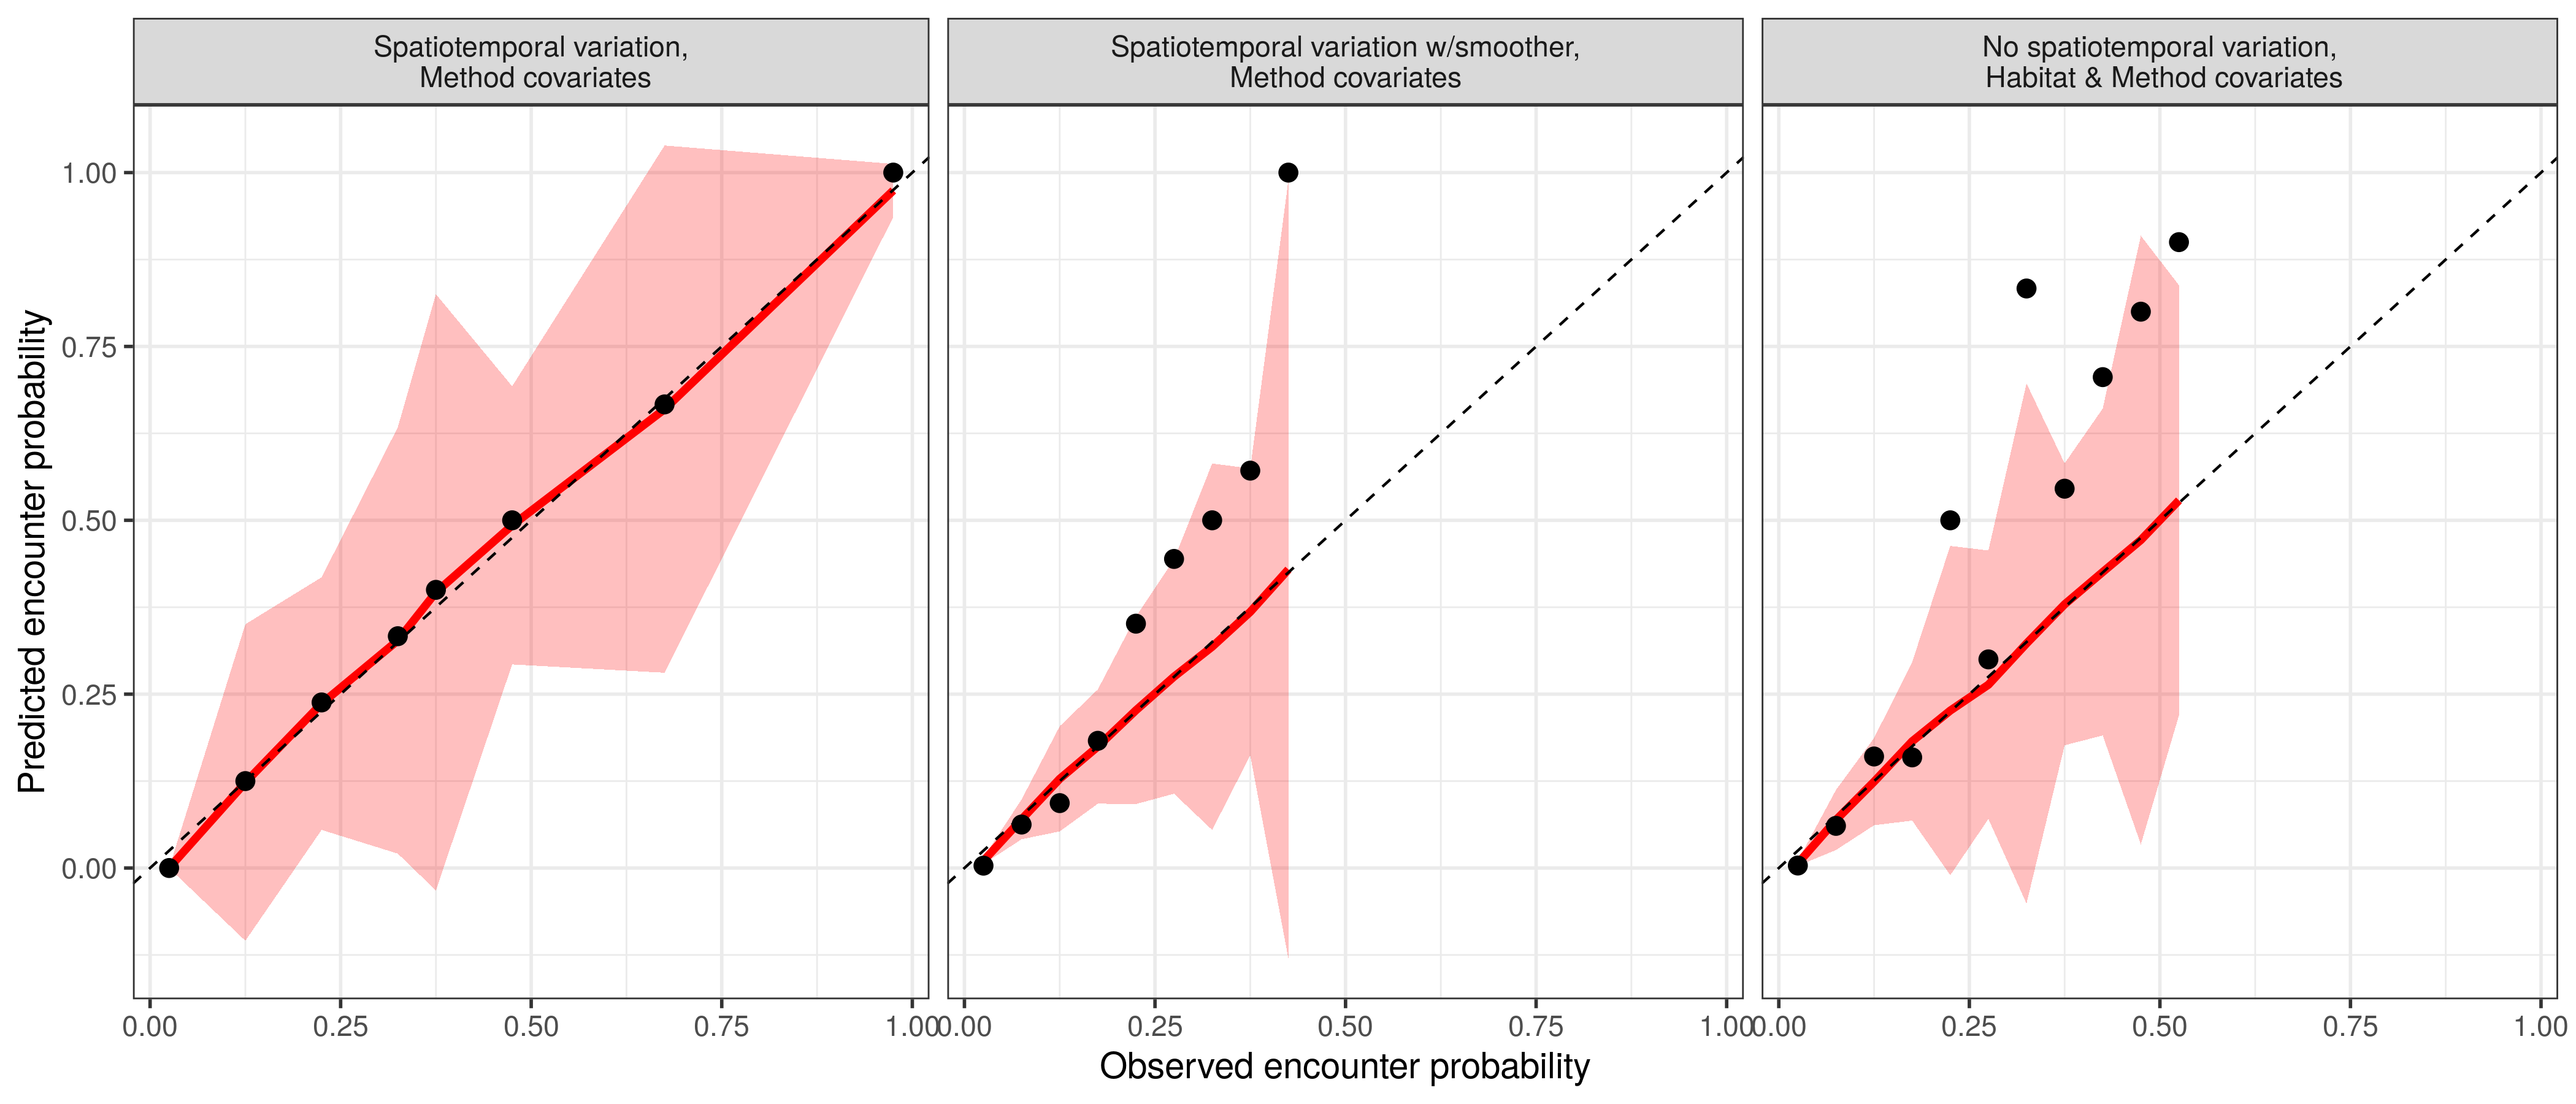 Spatiotemporal variation,
Method covariates
Spatiotemporal variation w/smoother,
Method covariates
No spatiotemporal variation,
Habitat & Method covariates
Predicted encounter probability
1.00
0.75
0.50
0.25
0.00
0.00 0.25 0.50 0.75 1.00
0.00 0.25 0.50 0.75 1.00
0.00 0.25 0.50 0.75 1.00
Observed encounter probability